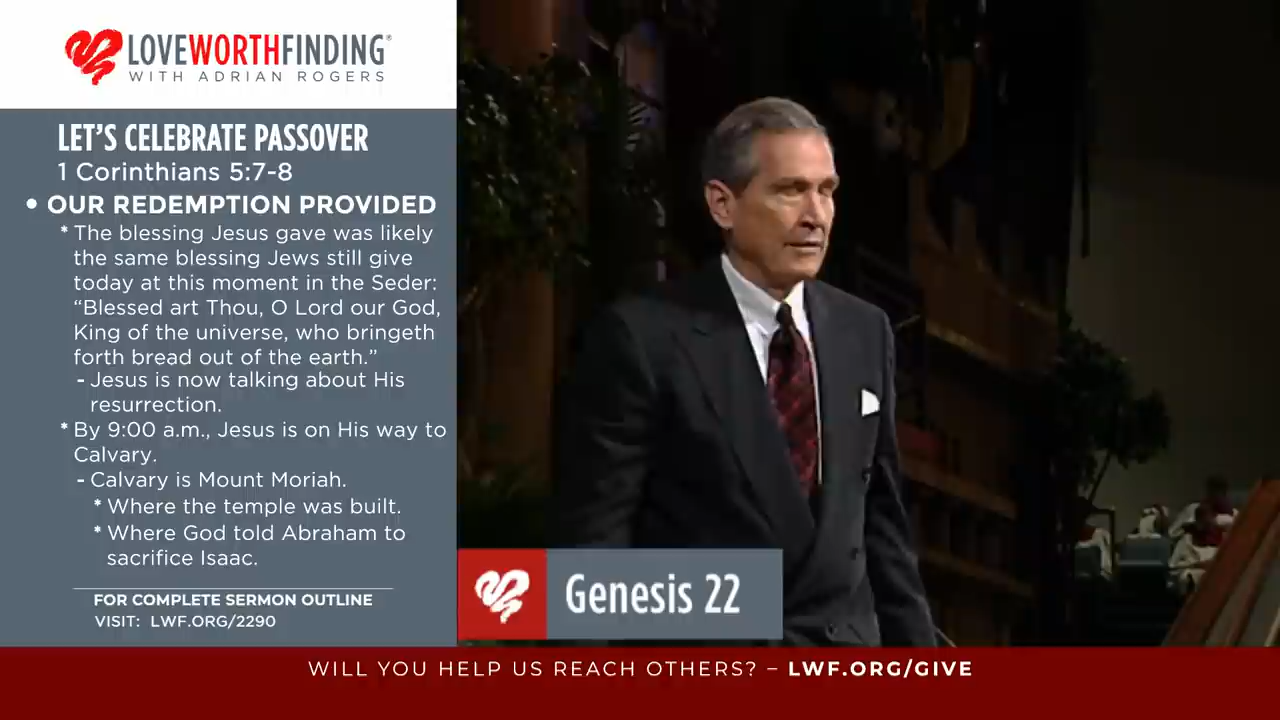 LOVEWORTHFINDING®
WITH ADRIAN ROGERS
LET'S CELEBRATE PASSOVER
1 Corinthians 5:7-8
• OUR REDEMPTION PROVIDED
* The blessing Jesus gave was likely
the same blessing Jews still give
today at this moment in the Seder:
“Blessed art Thou, O Lord our God,
King of the universe, who bringeth
forth bread out of the earth.”
- Jesus is now talking about His
resurrection.
* By 9:00 a.m., Jesus is on His way to
Calvary.
- Calvary is Mount Moriah.
* Where the temple was built.
* Where God told Abraham to
sacrifice Isaac.
FOR COMPLETE SERMON OUTLINE
VISIT: LWF.ORG/2290
Genesis 22
WILL YOU HELP US REACH OTHERS? – LWF.ORG/GIVE